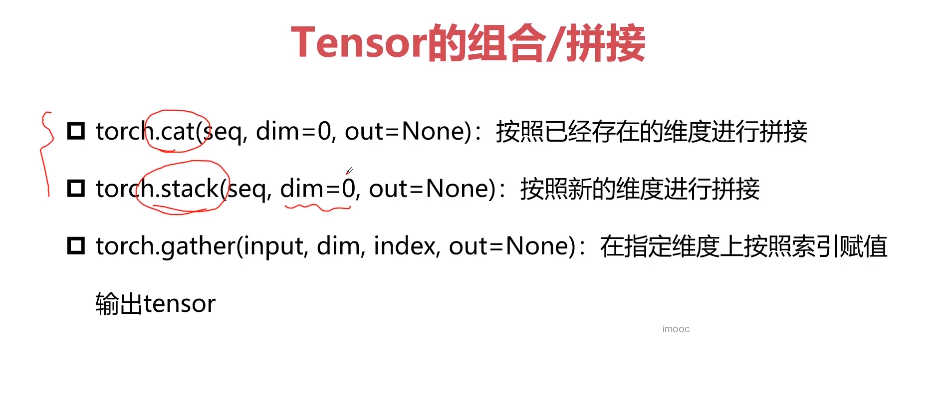 Tensor的组合/拼接
torch.cat(seq, dim=0, out=None)：按照已经存在的维度进行拼接
torch.stack(seq, dim=0, out=None)：按照新的维度进行拼接
torch.gather(input, dim, index, out=None)：在指定维度上按照索引赋值
输出tensor
imooc